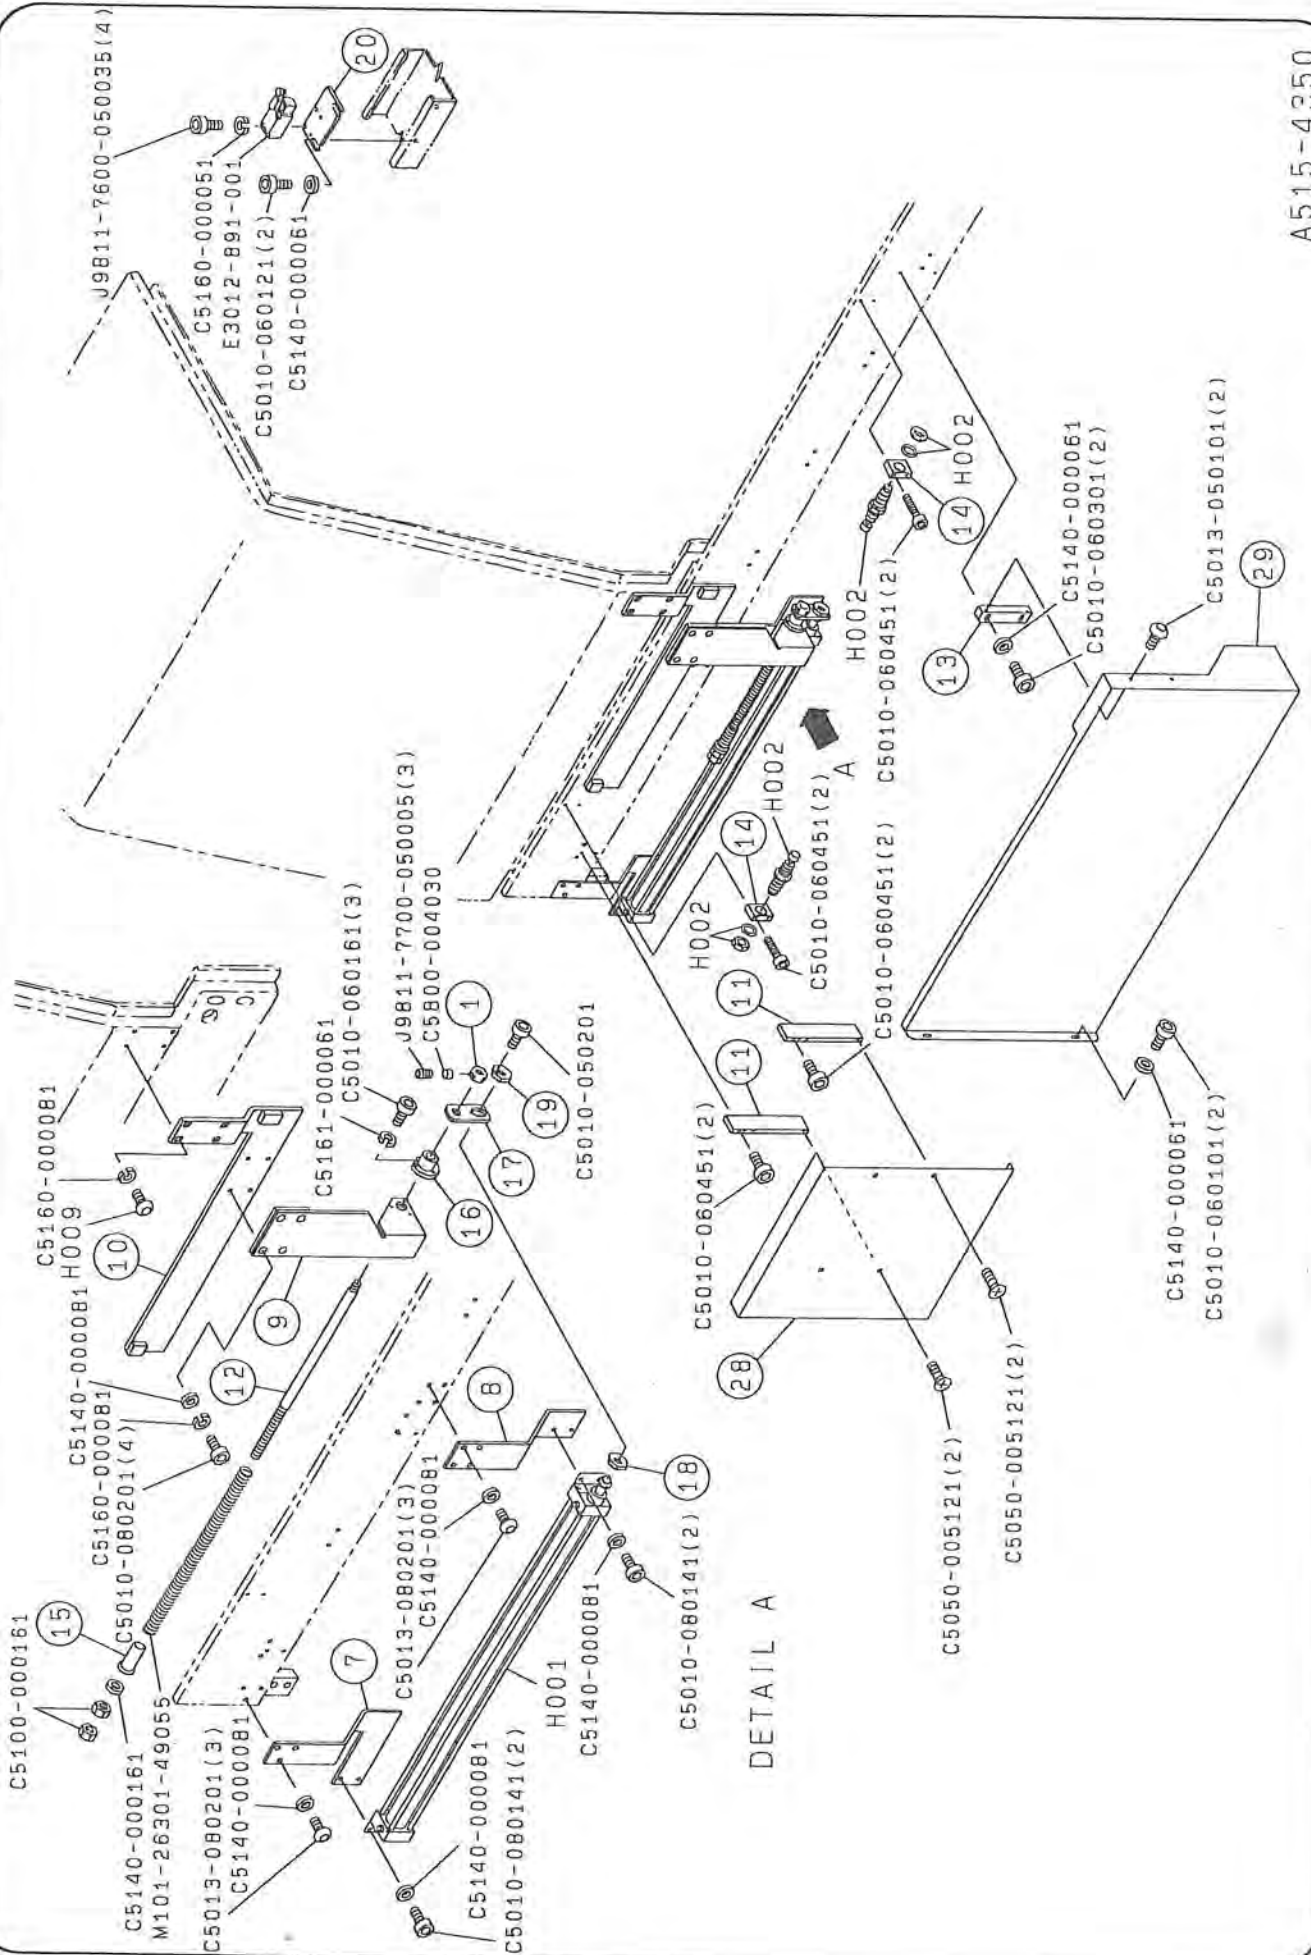 J9811-7600-050035(4)
20
C5160-000051
E3012-891-001
C5010-060121(2)
C5140-000061
C5160-000081
H009
10
C5140-000081
C5160-000081
C5010-080201(4)
12
9
C5161-000061
C5010-060161(3)
J9811-7700-050005(3)
C5800-004030
1
19
17
16
C5010-050201
C5100-000161
15
C5140-000161
M101-26301-49055
C5013-080201(3)
C5140-000081
7
8
C5013-080201(3)
C5140-000081
H001
C5140-000081
C5010-080141(2)
18
C5140-000081
C5010-080141(2)
DETAIL A
H002
14
H002
C5010-060451(2)
A
H002
14
H002
C5010-060451(2)
13
C5140-000061
C5010-060301(2)
C5013-050101(2)
29
11
C5010-060451(2)
11
C5010-060451(2)
28
C5050-005121(2)
C5050-005121(2)
C5140-000061
C5010-060101(2)